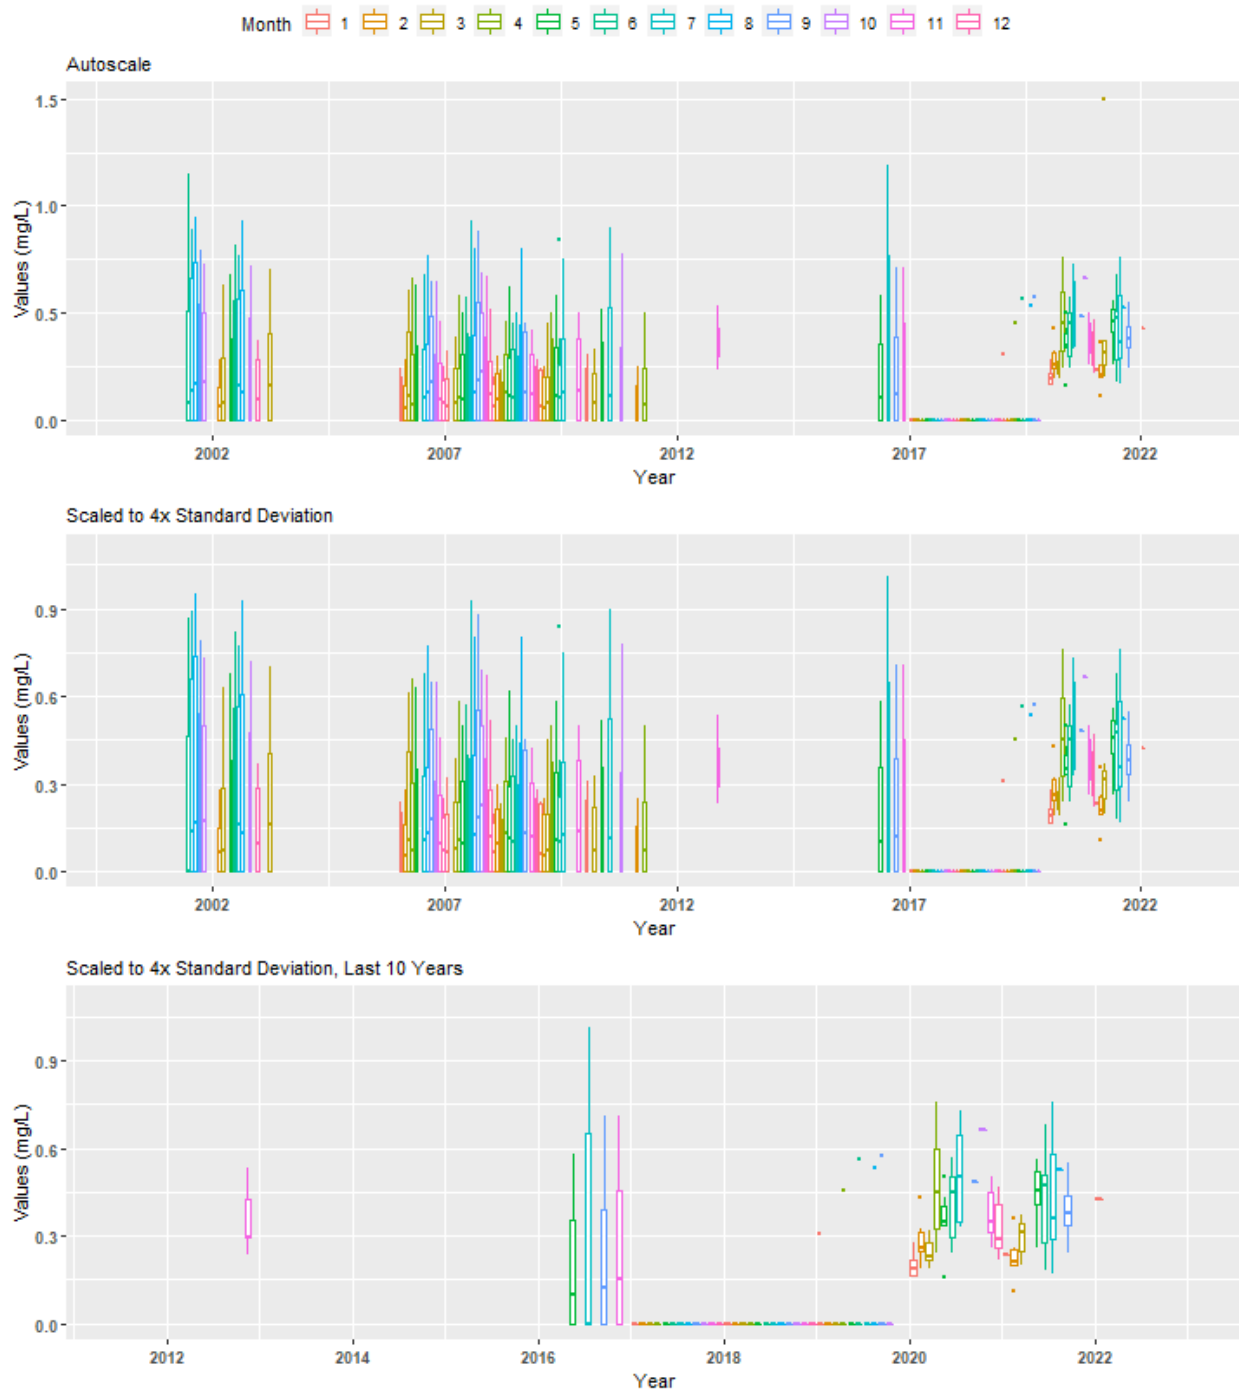 Month 1 2 3 4 5 6 7 8 9 10 11 12
Autoscale
Values (mg/L)
1.5
1.0
0.5
0.0
2002 2007 2012 2017 2022
Year
Scaled to 4x Standard Deviation
Values (mg/L)
0.9
0.6
0.3
0.0
2002 2007 2012 2017 2022
Year
Scaled to 4x Standard Deviation, Last 10 Years
Values (mg/L)
0.9
0.6
0.3
0.0
2012 2014 2016 2018 2020 2022
Year